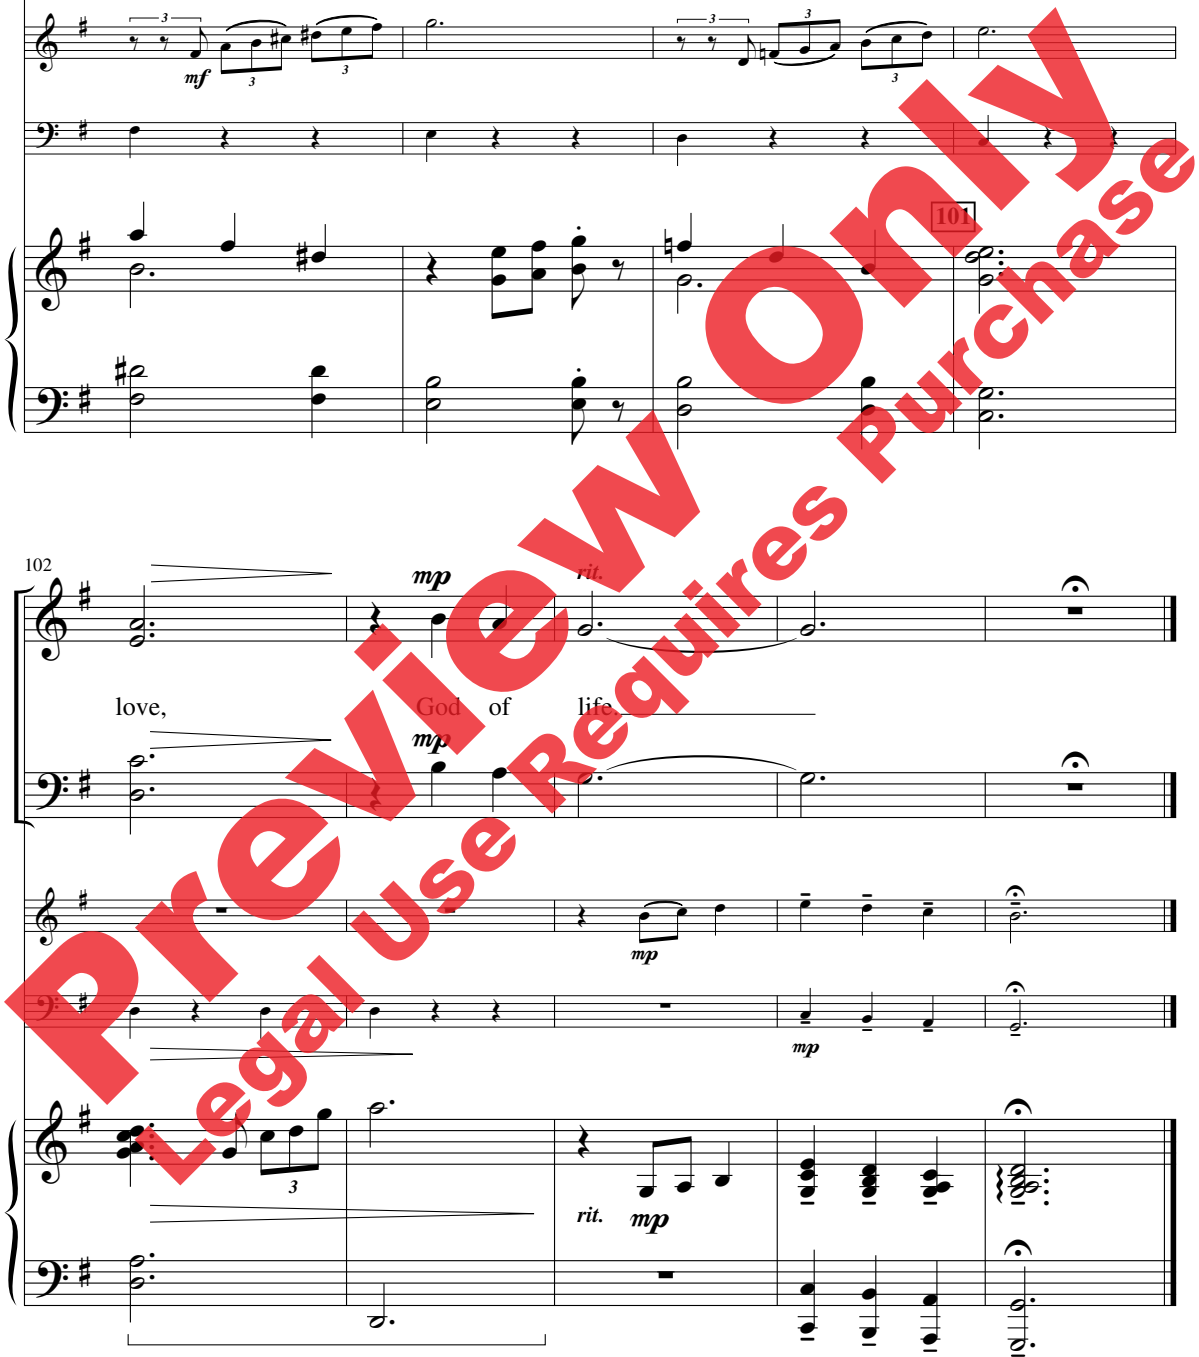 3 3
mf 3 3 3 3
101
102
mp rit.
love, God of life.
mp
mp
mp
3
rit. mp
Preview Only
Legal Use Requires Purchase